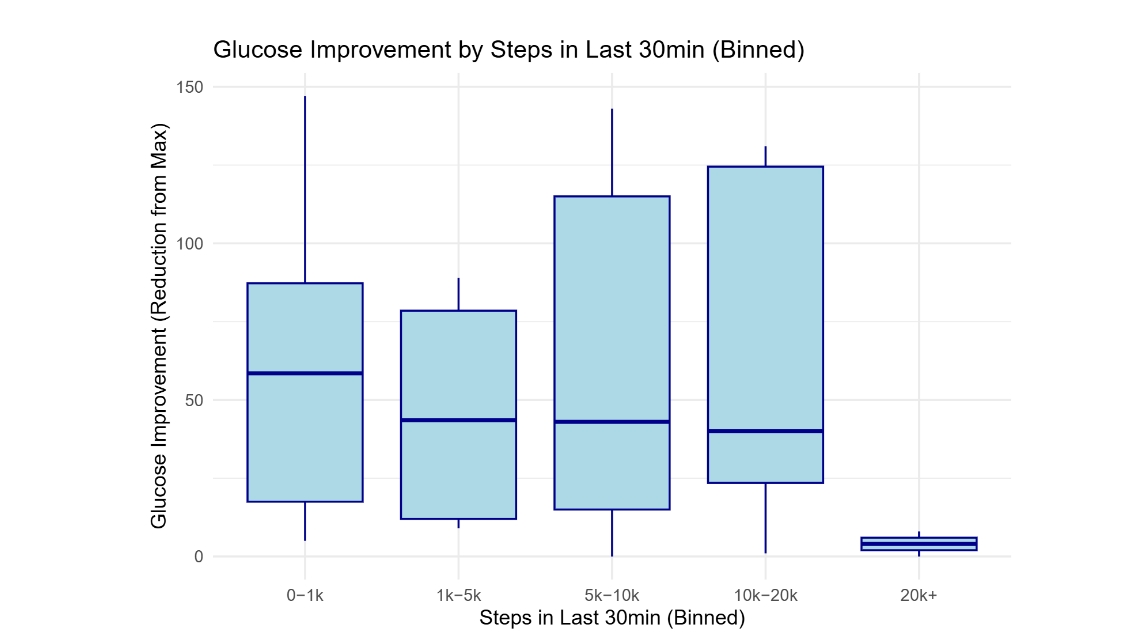 Glucose Improvement by Steps in Last 30min (Binned)
Glucose Improvement (Reduction from Max)
150
100
50
0
0−1k
1k−5k
5k−10k
10k−20k
20k+
Steps in Last 30min (Binned)